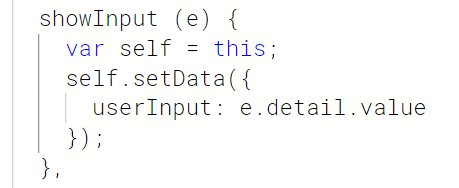 showInput (e) {
  var self = this;
  self.setData({
    userInput: e.detail.value
  });
},